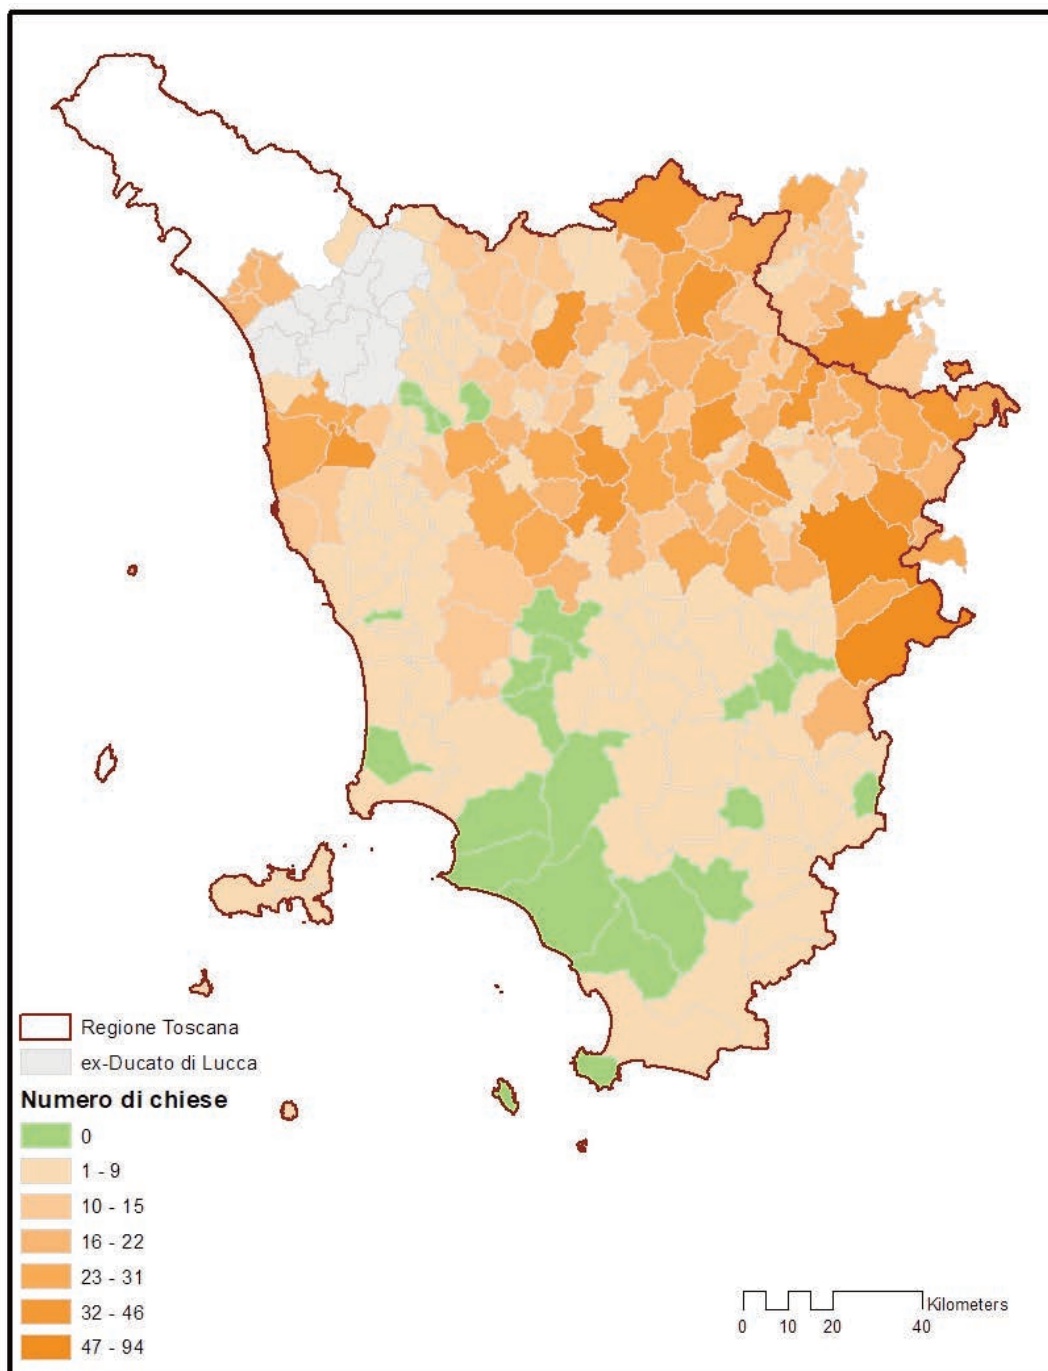 Regione Toscana
ex-Ducato di Lucca
Numero di chiese
0
1 - 9
10 - 15
16 - 22
23 - 31
32 - 46
47 - 94
Kilometers
0 10 20 40